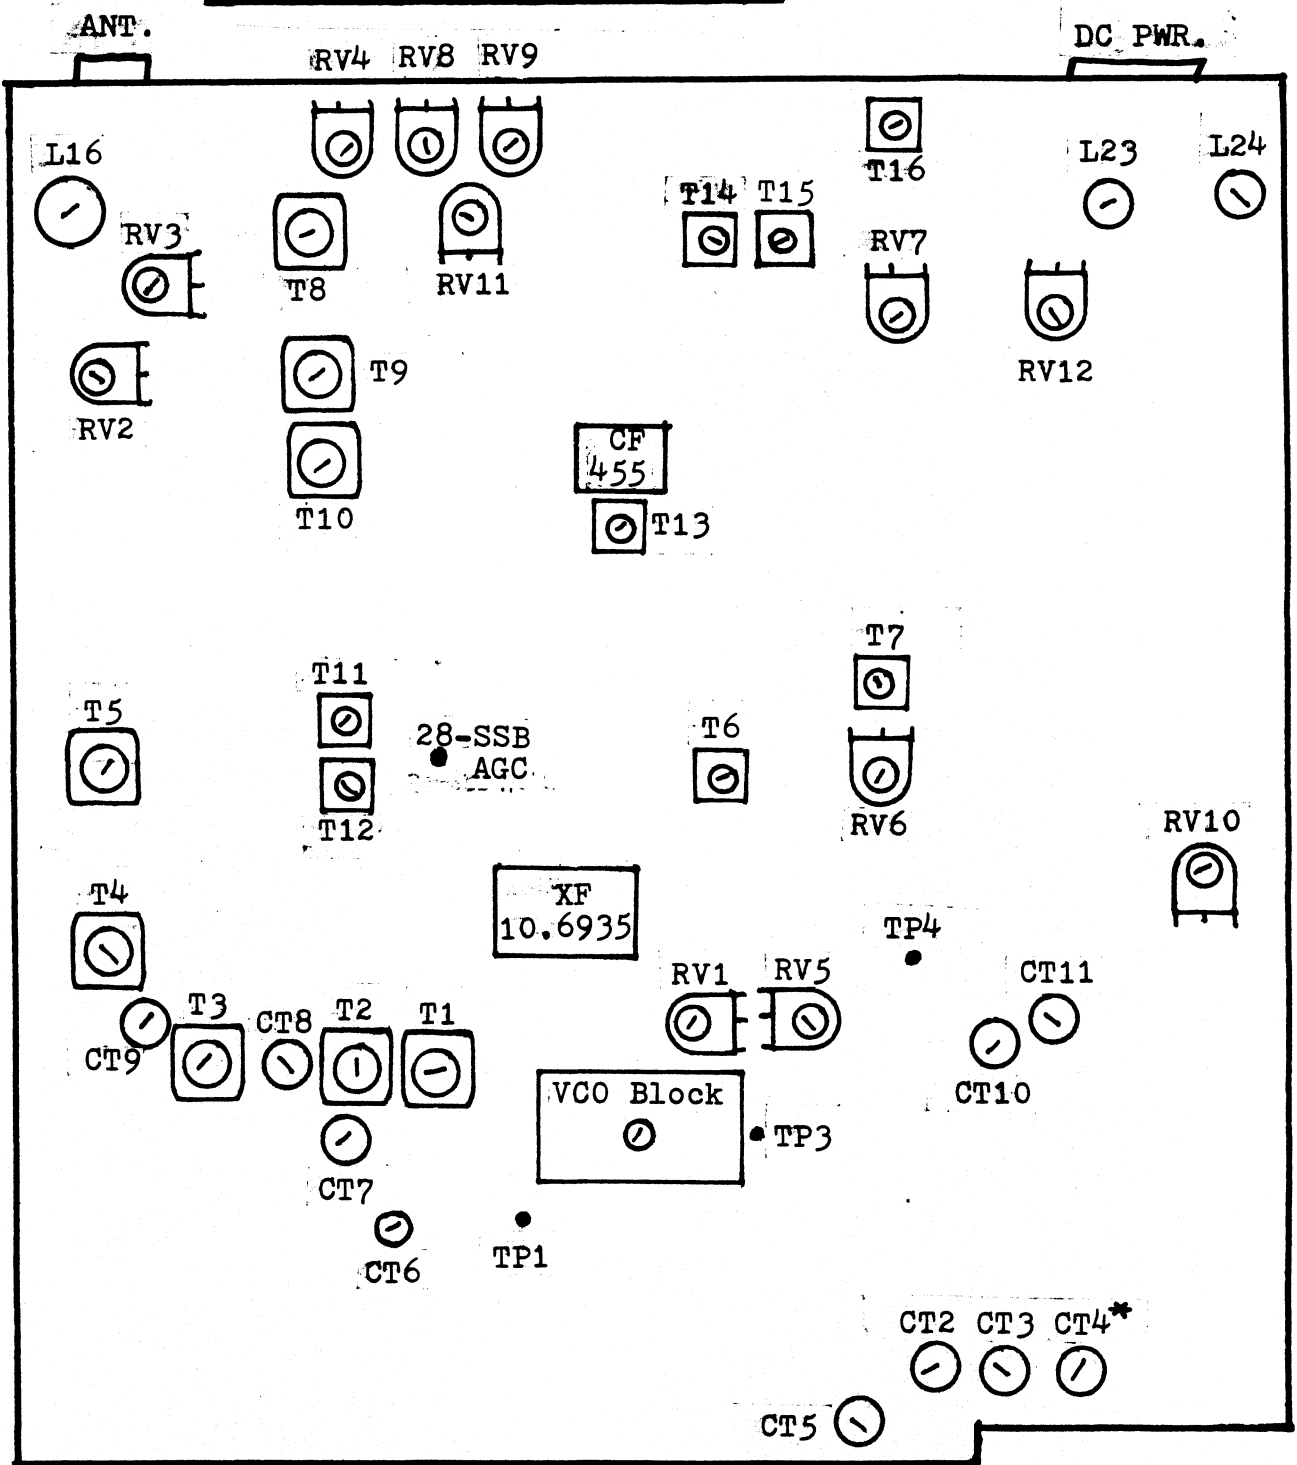 ANT.
DC PWR.
RV4 RV8 RV9
L16
T16
L23
L24
T14 T15
RV3
RV7
T8
RV11
T9
RV12
RV2
CF
455
T10
T13
T7
T11
T5
28-SSB
AGC
T6
T12
RV6
RV10
T4
XF
10.6935
TP4
RV1
RV5
CT11
T3
CT8
T2
T1
CT9
VCO Block
CT10
TP3
CT7
TP1
CT6
CT2 CT3 CT4*
CT5